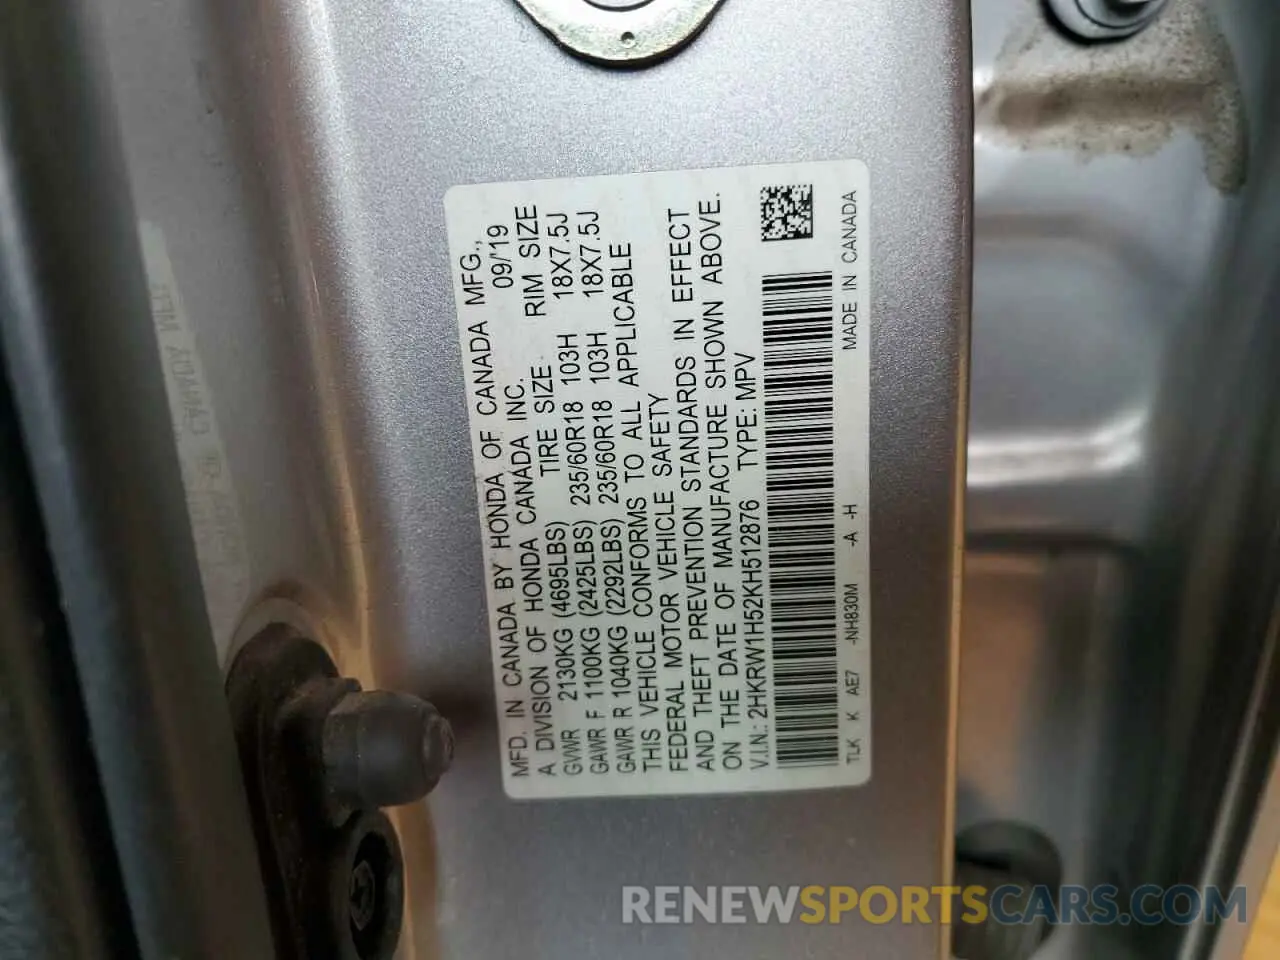 MFD. IN CANADA BY HONDA OF CANADA MFG.,
A DIVISION OF HONDA CANADA INC. 09/'19
GVWR 2130KG (4695LBS) TIRE SIZE RIM SIZE
GAWR F 1100KG (2425LBS) 235/60R18 103H 18X7.5J
GAWR R 1040KG (2292LBS) 235/60R18 103H 18X7.5J
THIS VEHICLE CONFORMS TO ALL APPLICABLE
FEDERAL MOTOR VEHICLE SAFETY
AND THEFT PREVENTION STANDARDS IN EFFECT
ON THE DATE OF MANUFACTURE SHOWN ABOVE.
V.I.N.: 2HKRW1H52KH512876 TYPE: MPV
TLK K AE7 -NH830M -A -H MADE IN CANADA
RENEWSPORTSCARS.COM